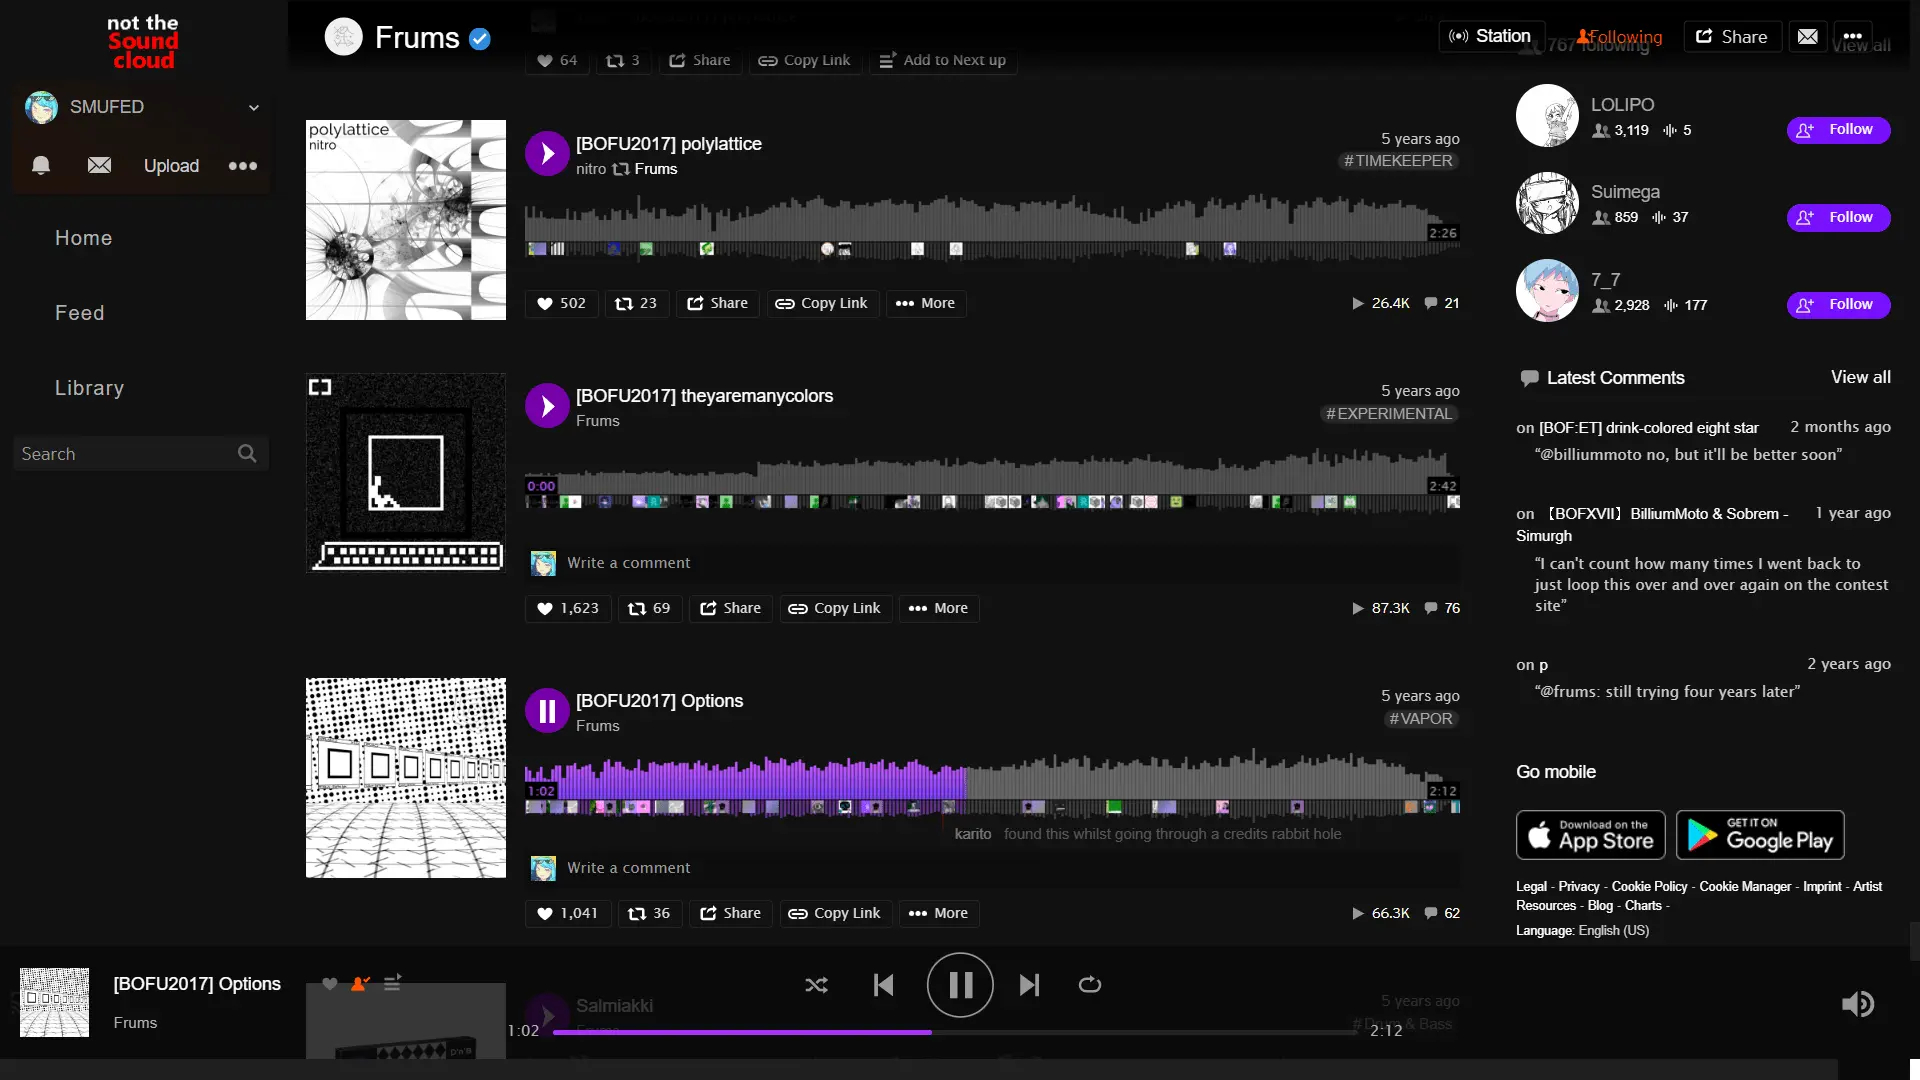 not the
Sound
cloud
SMUFED
Upload
Home
Feed
Library
Search
Frums
Station
Following
Share
767 following
View all
64
3
Share
Copy Link
Add to Next up
polylattice
nitro
[BOFU2017] polylattice
nitro Frums
5 years ago
#TIMEKEEPER
2:26
502
23
Share
Copy Link
More
26.4K
21
[BOFU2017] theyaremanycolors
Frums
5 years ago
#EXPERIMENTAL
0:00
2:42
Write a comment
1,623
69
Share
Copy Link
More
87.3K
76
[BOFU2017] Options
Frums
5 years ago
#VAPOR
1:02
2:12
karito found this whilst going through a credits rabbit hole
Write a comment
1,041
36
Share
Copy Link
More
66.3K
62
LOLIPO
3,119
5
Follow
Suimega
859
37
Follow
7_7
2,928
177
Follow
Latest Comments
View all
on [BOF:ET] drink-colored eight star
2 months ago
“@billiummoto no, but it'll be better soon”
on 【BOFXVII】BilliumMoto & Sobrem -
Simurgh
1 year ago
“I can't count how many times I went back to
just loop this over and over again on the contest
site”
on p
2 years ago
“@frums: still trying four years later”
Go mobile
Download on the
App Store
GET IT ON
Google Play
Legal - Privacy - Cookie Policy - Cookie Manager - Imprint - Artist
Resources - Blog - Charts -
Language: English (US)
[BOFU2017] Options
Frums
Salmiakki
Frums
5 years ago
#Drum & Bass
1:02
2:12